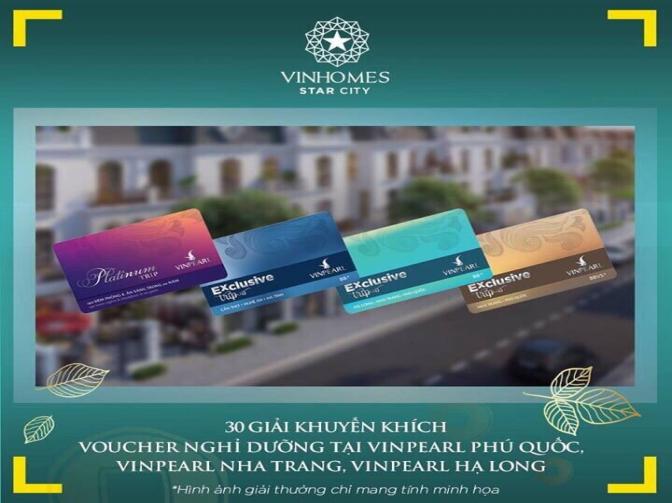 VINHOMES
STAR CITY
Platinum
TRIP
VINPEARL
EXclusive
trip
VINPEARL
EXclusive
trip
VINPEARL
EXclusive
trip
VINPEARL
30 GIẢI KHUYẾN KHÍCH
VOUCHER NGHỈ DƯỠNG TẠI VINPEARL PHÚ QUỐC,
VINPEARL NHA TRANG, VINPEARL HẠ LONG
*Hình ảnh giải thưởng chỉ mang tính minh họa